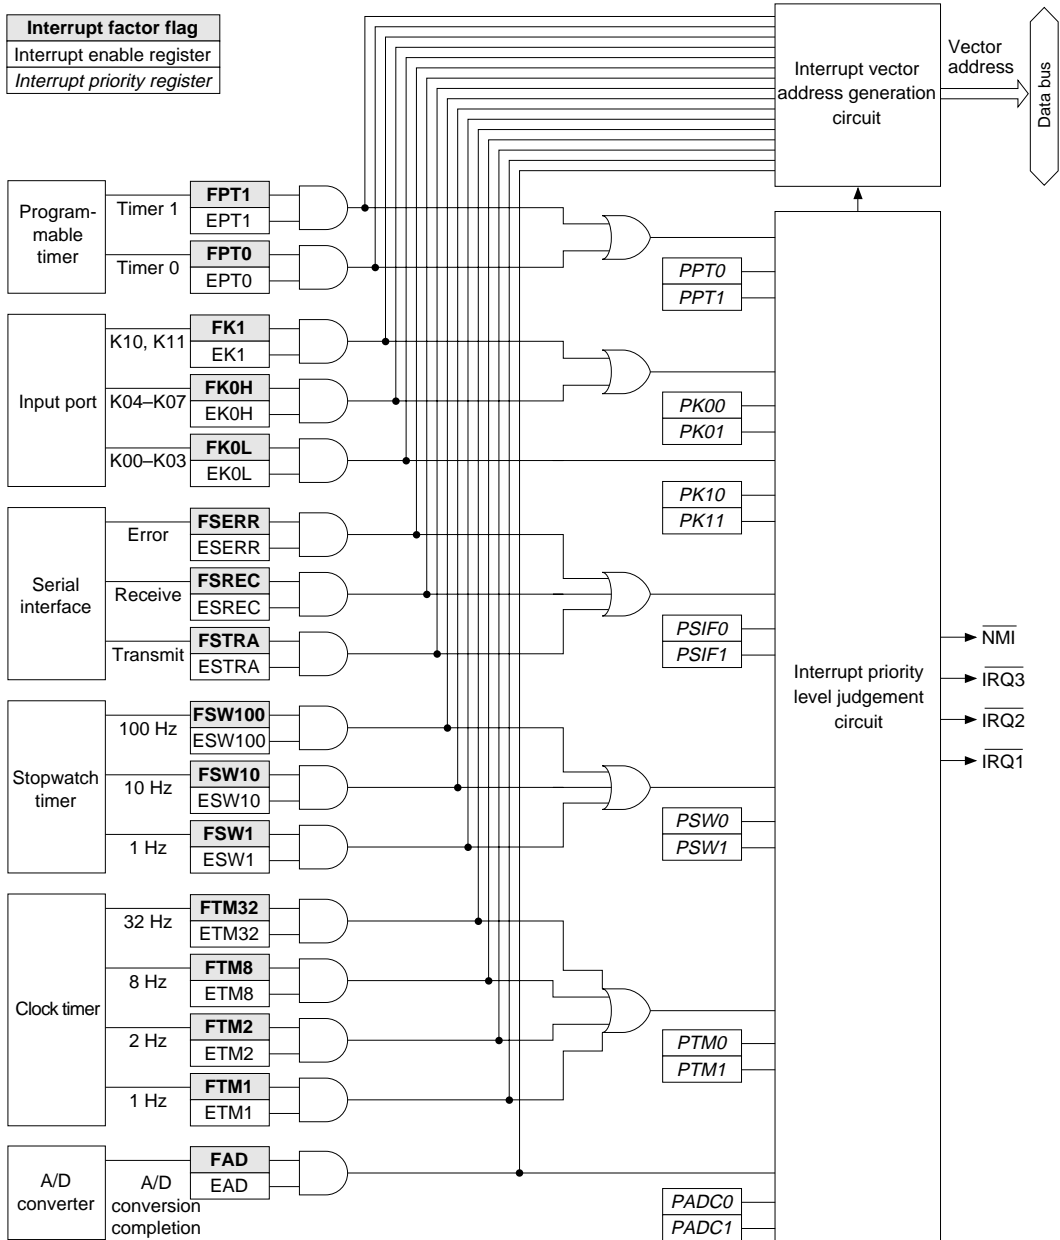 Interrupt factor flag
Interrupt enable register
Interrupt priority register
Interrupt vector
address generation
circuit
Vector
address
Data bus
Program-
mable
timer
Timer 1
FPT1
EPT1
Timer 0
FPT0
EPT0
PPT0
PPT1
Input port
K10, K11
FK1
EK1
K04–K07
FK0H
EK0H
K00–K03
FK0L
EK0L
PK00
PK01
PK10
PK11
Serial
interface
Error
FSERR
ESERR
Receive
FSREC
ESREC
Transmit
FSTRA
ESTRA
PSIF0
PSIF1
Interrupt priority
level judgement
circuit
NMI
IRQ3
IRQ2
IRQ1
Stopwatch
timer
100 Hz
FSW100
ESW100
10 Hz
FSW10
ESW10
1 Hz
FSW1
ESW1
PSW0
PSW1
Clock timer
32 Hz
FTM32
ETM32
8 Hz
FTM8
ETM8
2 Hz
FTM2
ETM2
1 Hz
FTM1
ETM1
PTM0
PTM1
A/D
converter
A/D
conversion
completion
FAD
EAD
PADC0
PADC1